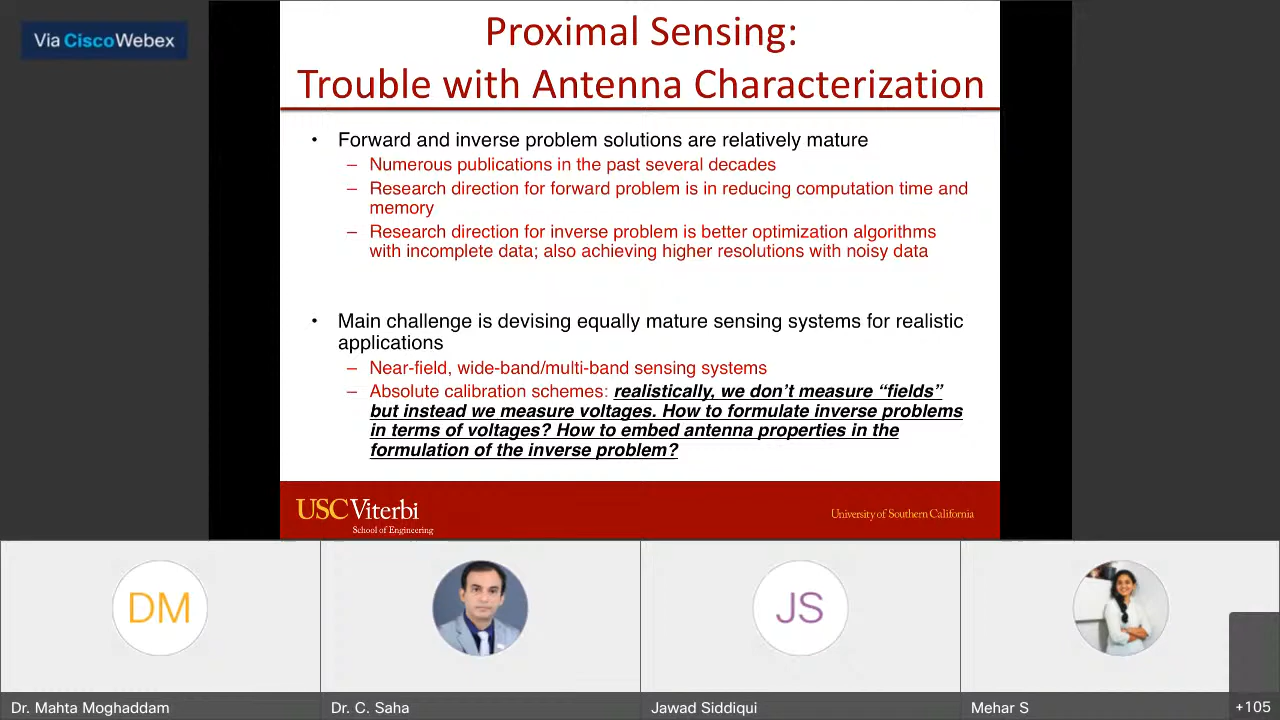 Via CiscoWebex
Proximal Sensing:
Trouble with Antenna Characterization
• Forward and inverse problem solutions are relatively mature
– Numerous publications in the past several decades
– Research direction for forward problem is in reducing computation time and
memory
– Research direction for inverse problem is better optimization algorithms
with incomplete data; also achieving higher resolutions with noisy data
• Main challenge is devising equally mature sensing systems for realistic
applications
– Near-field, wide-band/multi-band sensing systems
– Absolute calibration schemes: realistically, we don’t measure “fields”
but instead we measure voltages. How to formulate inverse problems
in terms of voltages? How to embed antenna properties in the
formulation of the inverse problem?
USC Viterbi
School of Engineering
University of Southern California
DM
JS
Dr. Mahta Moghaddam
Dr. C. Saha
Jawad Siddiqui
Mehar S
+105